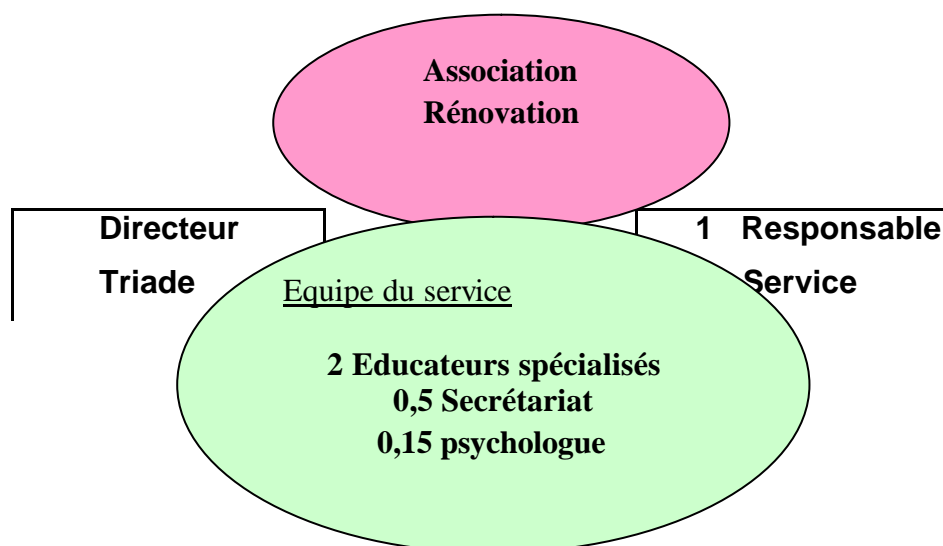 Association
Rénovation
Directeur
Triade
1 Responsable
Service
Equipe du service
2 Educateurs spécialisés
0,5 Secrétariat
0,15 psychologue